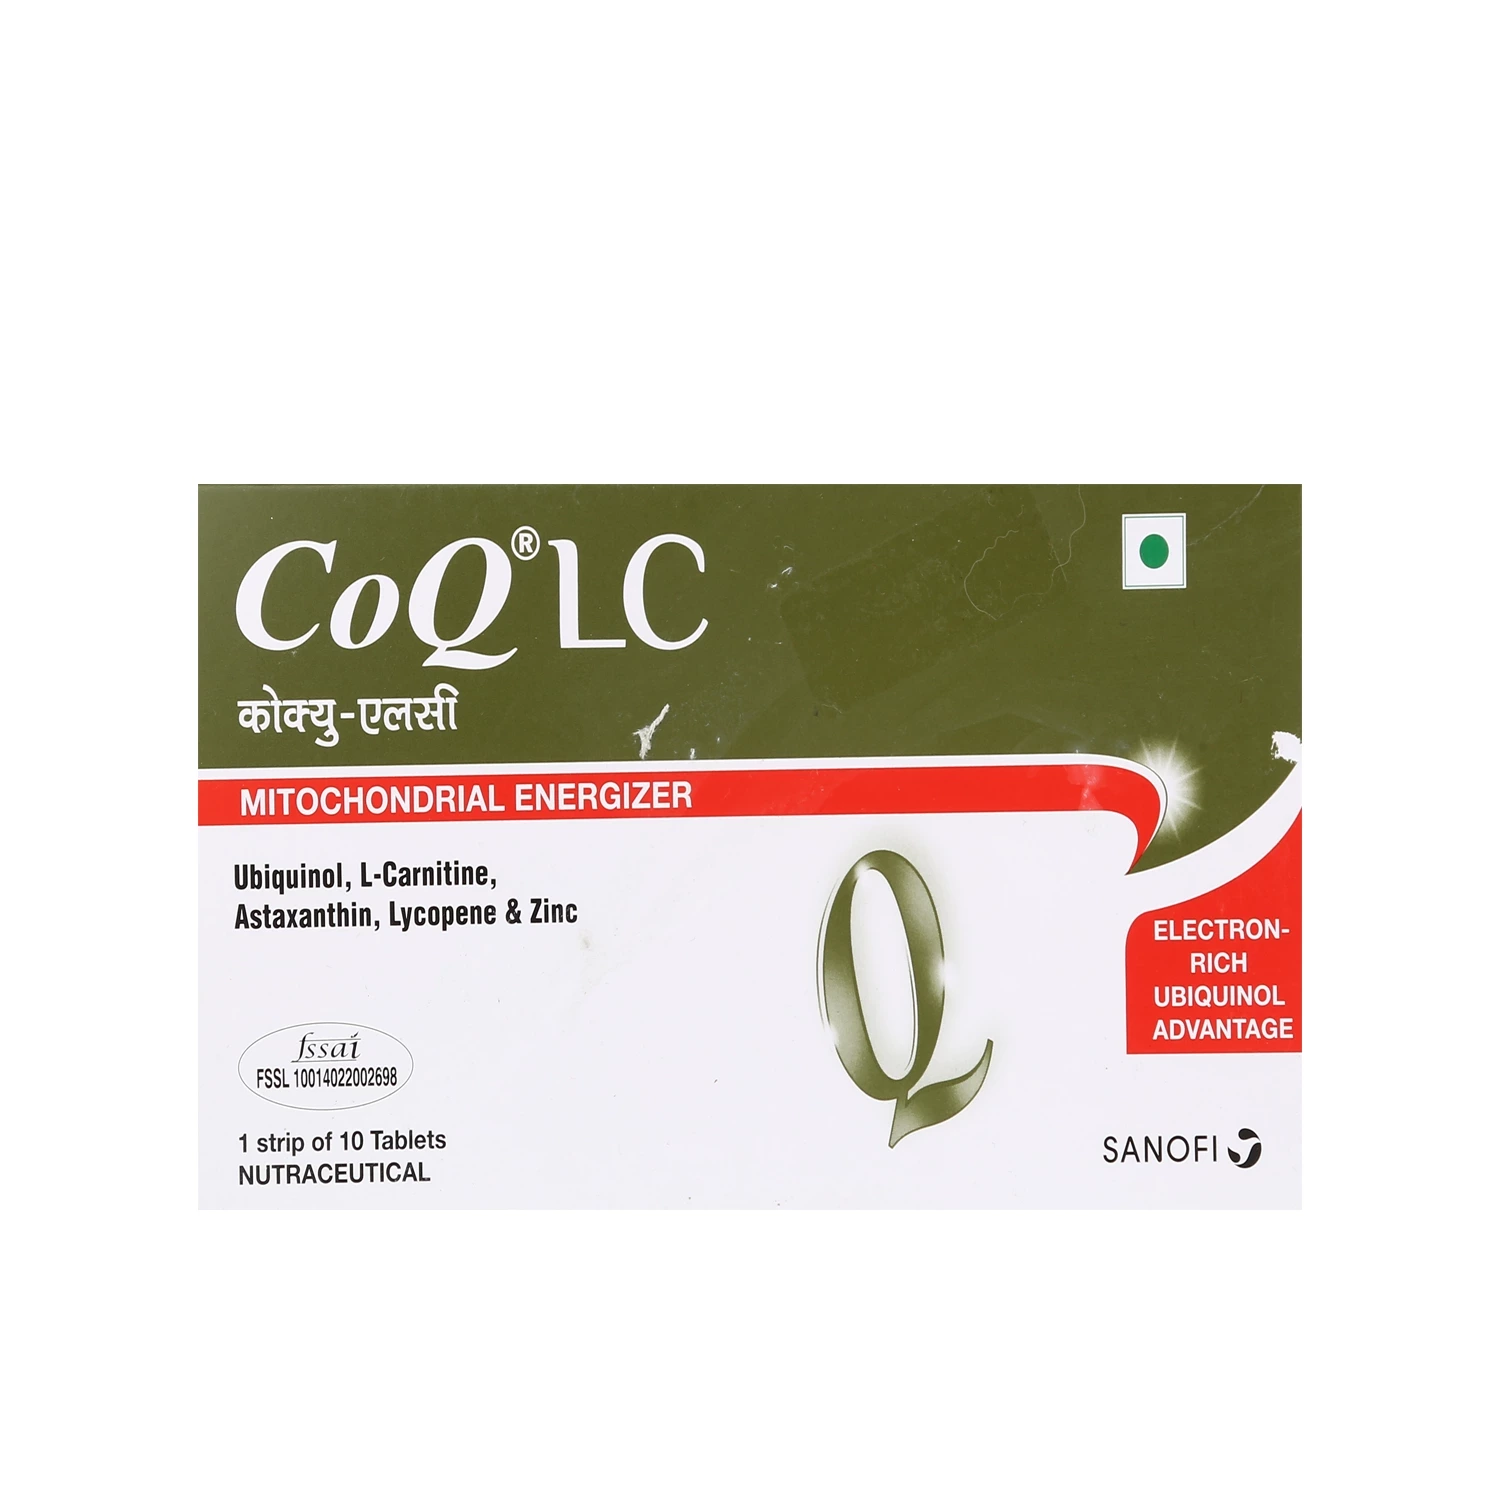 CoQ® LC
कोक्यु-एलसी
MITOCHONDRIAL ENERGIZER
Ubiquinol, L-Carnitine,
Astaxanthin, Lycopene & Zinc
Q
ELECTRON-
RICH
UBIQUINOL
ADVANTAGE
fssai
FSSL 10014022002698
1 strip of 10 Tablets
NUTRACEUTICAL
SANOFI